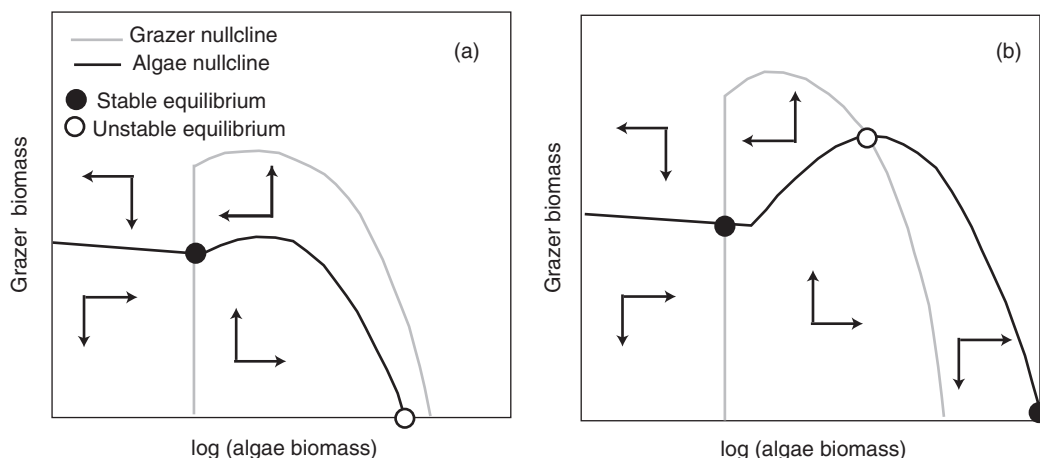 Grazer nullcline
Algae nullcline
Stable equilibrium
Unstable equilibrium
(a)
Grazer biomass
log (algae biomass)
(b)
Grazer biomass
log (algae biomass)